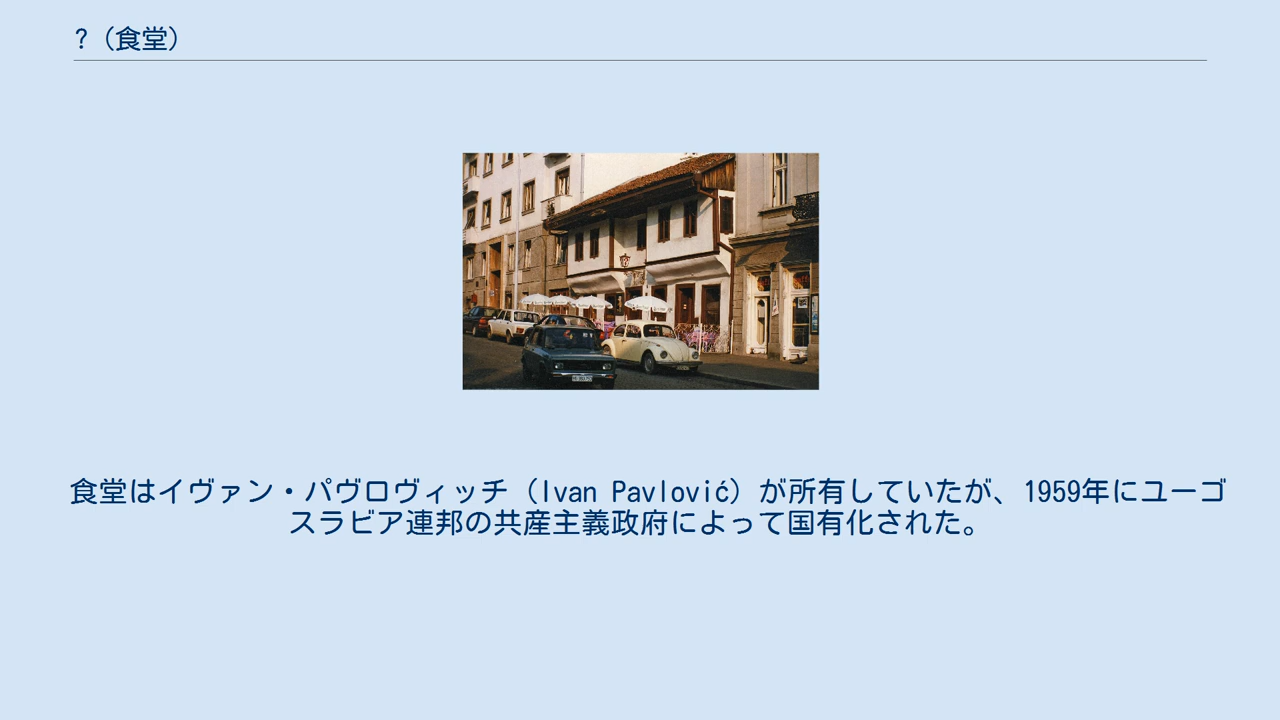 ?（食堂）
食堂はイヴァン・パヴロヴィッチ（Ivan Pavlović）が所有していたが、1959年にユーゴ
スラビア連邦の共産主義政府によって国有化された。